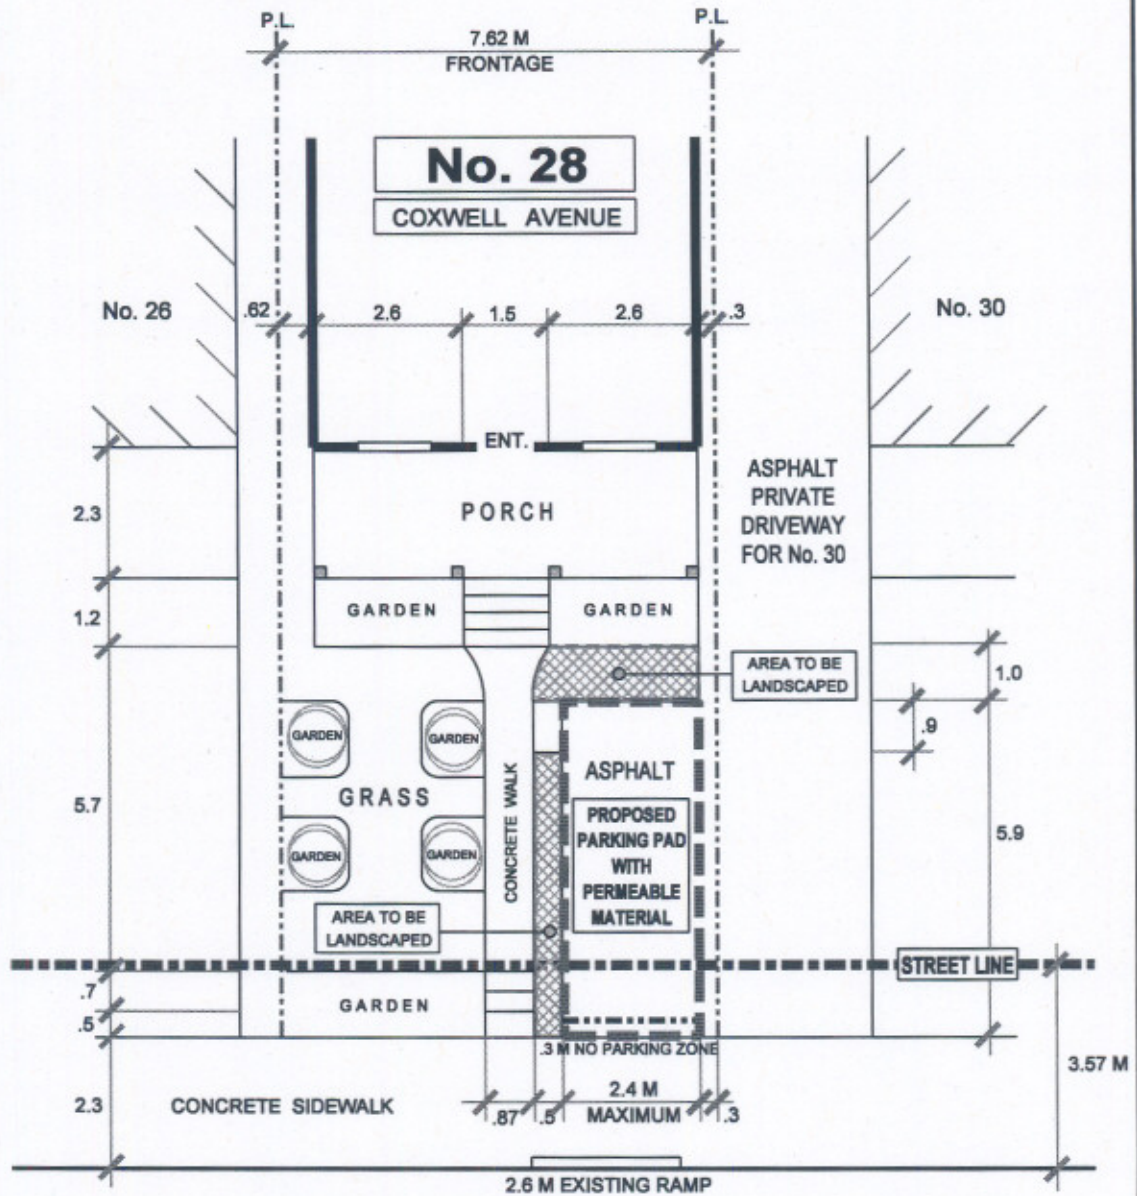 P.L.
P.L.
7.62 M
FRONTAGE
No. 28
COXWELL AVENUE
No. 26
.62
2.6
1.5
2.6
.3
No. 30
ENT.
PORCH
ASPHALT
PRIVATE
DRIVEWAY
FOR No. 30
2.3
GARDEN
GARDEN
1.2
AREA TO BE
LANDSCAPED
1.0
.9
GARDEN
GARDEN
ASPHALT
GRASS
CONCRETE WALK
5.7
PROPOSED
PARKING PAD
WITH
PERMEABLE
MATERIAL
5.9
GARDEN
GARDEN
AREA TO BE
LANDSCAPED
STREET LINE
.7
GARDEN
.5
.3 M NO PARKING ZONE
3.57 M
2.3
CONCRETE SIDEWALK
.87
.5
2.4 M
MAXIMUM
.3
2.6 M EXISTING RAMP